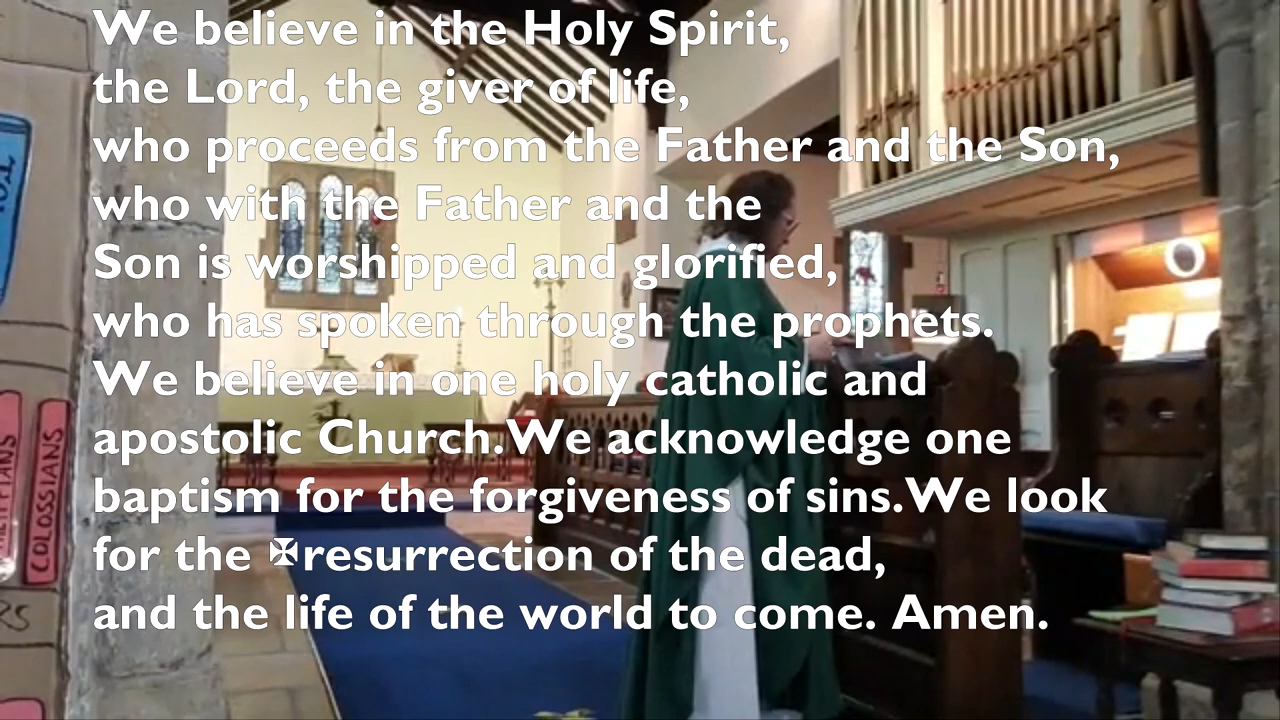 We believe in the Holy Spirit,
the Lord, the giver of life,
who proceeds from the Father and the Son,
who with the Father and the
Son is worshipped and glorified,
who has spoken through the prophets.
We believe in one holy catholic and
apostolic Church.We acknowledge one
baptism for the forgiveness of sins.We look
for the ✠resurrection of the dead,
and the life of the world to come. Amen.
COLOSSIANS